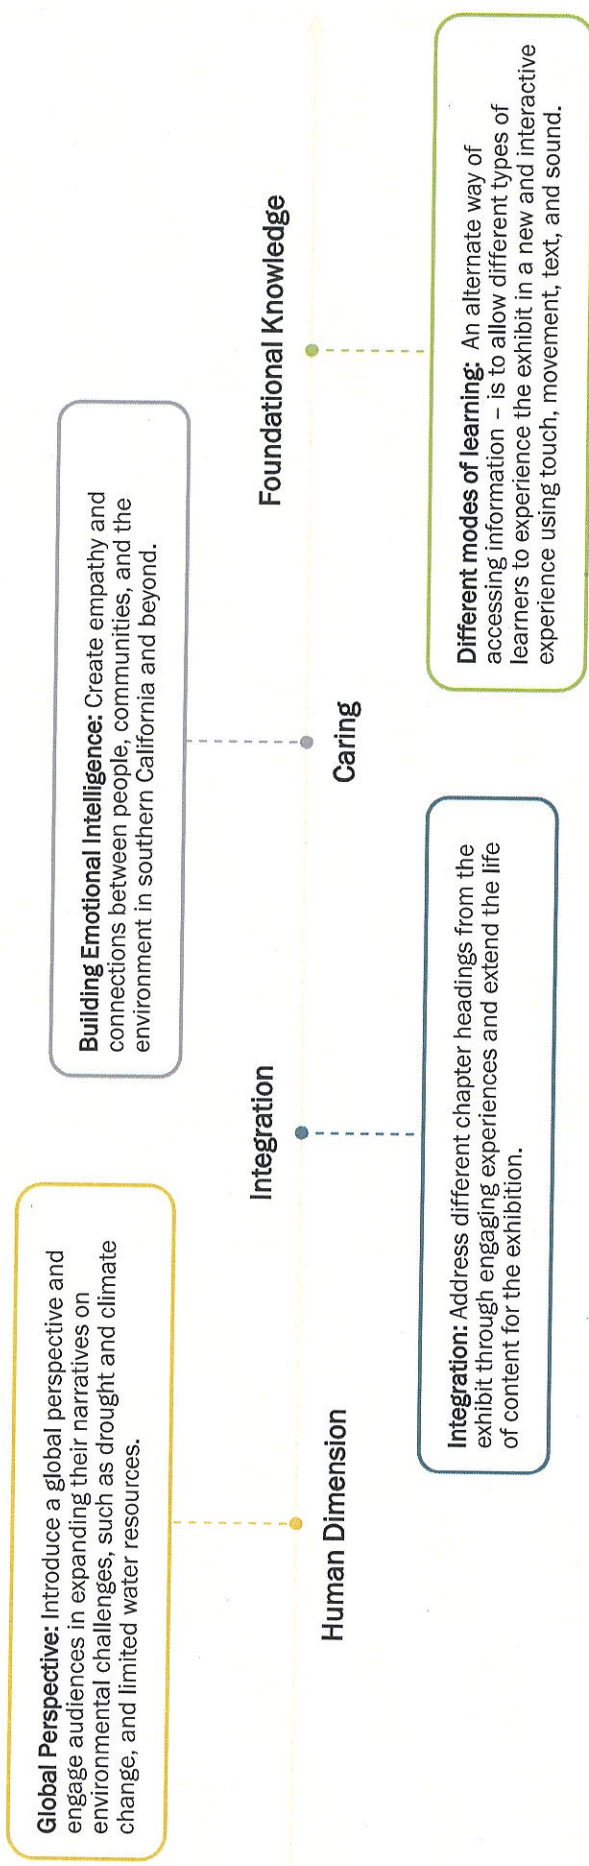 Global Perspective: Introduce a global perspective and
engage audiences in expanding their narratives on
environmental challenges, such as drought and climate
change, and limited water resources.
Human Dimension
Integration
Integration: Address different chapter headings from the
exhibit through engaging experiences and extend the life
of content for the exhibition.
Building Emotional Intelligence: Create empathy and
connections between people, communities, and the
environment in southern California and beyond.
Caring
Foundational Knowledge
Different modes of learning: An alternate way of
accessing information – is to allow different types of
learners to experience the exhibit in a new and interactive
experience using touch, movement, text, and sound.